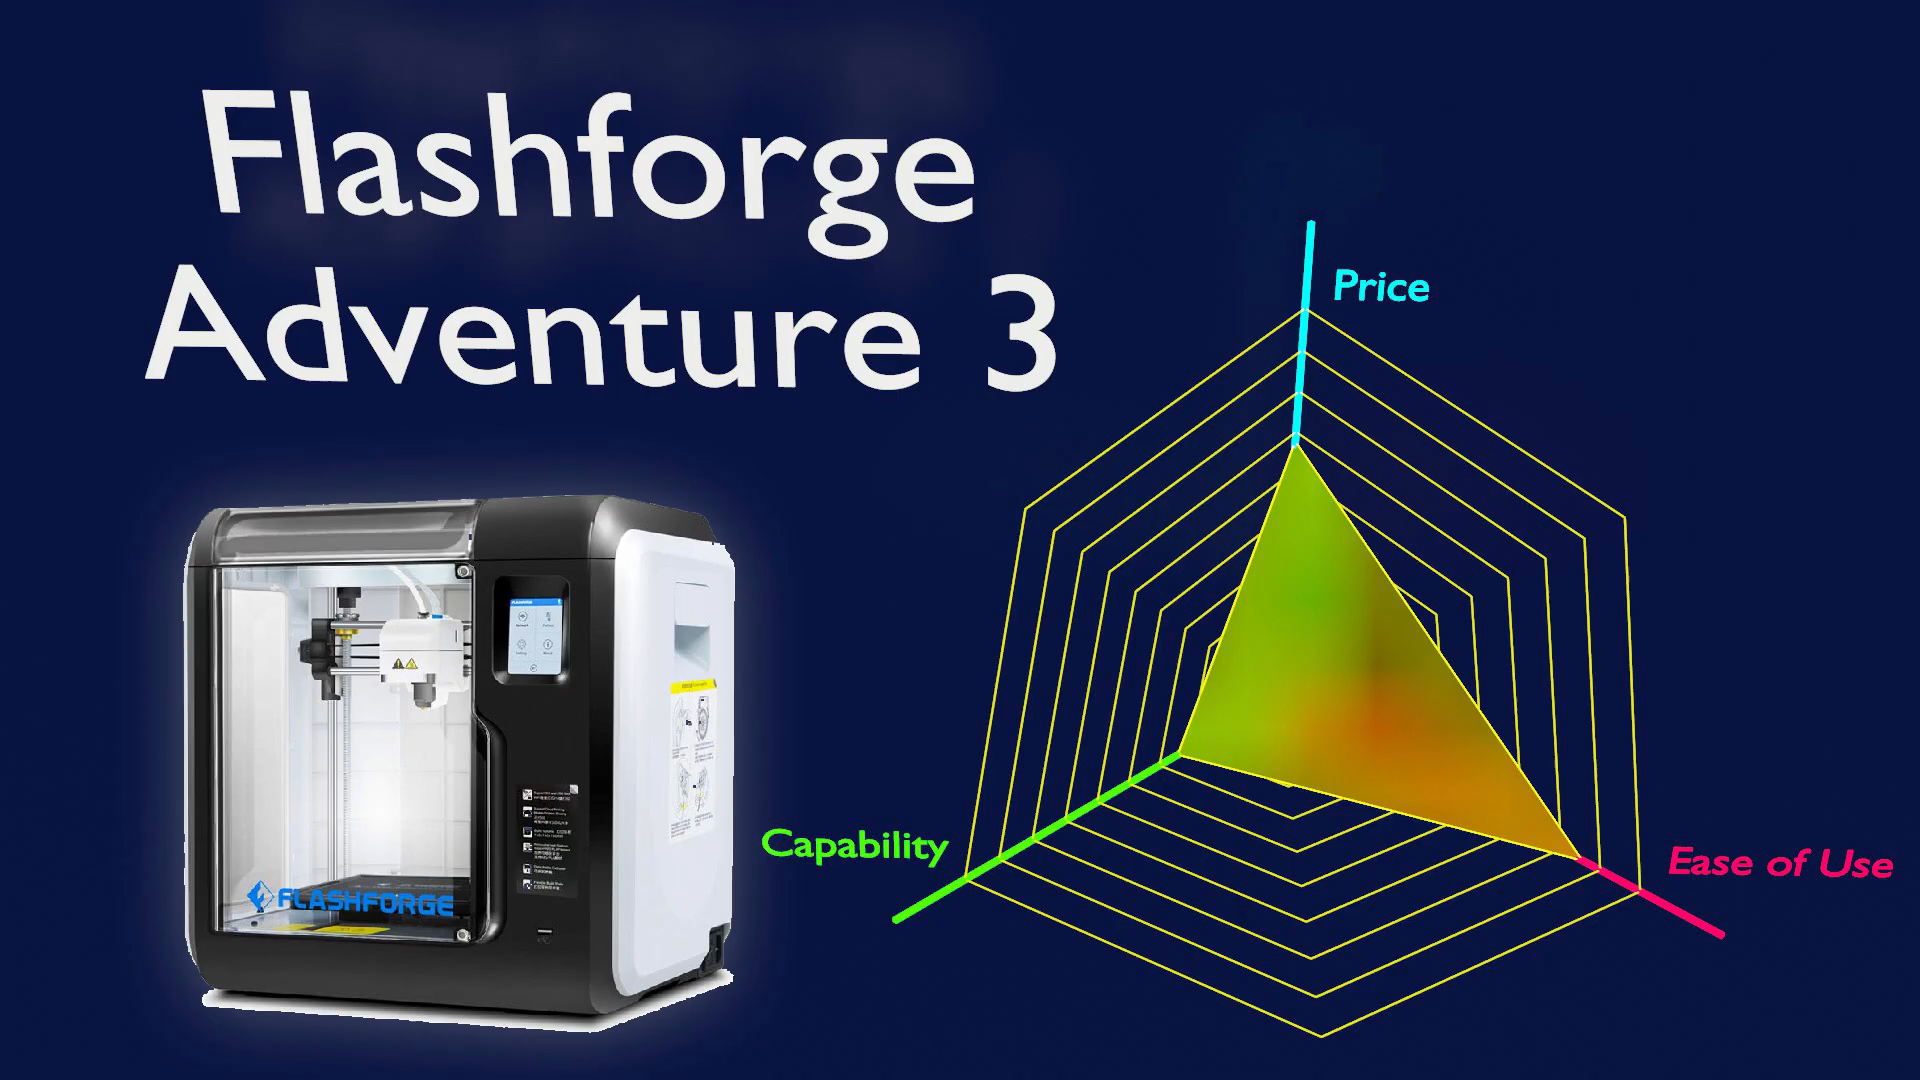 Flashforge
Adventure 3
Price
Capability
Ease of Use
FLASHFORGE